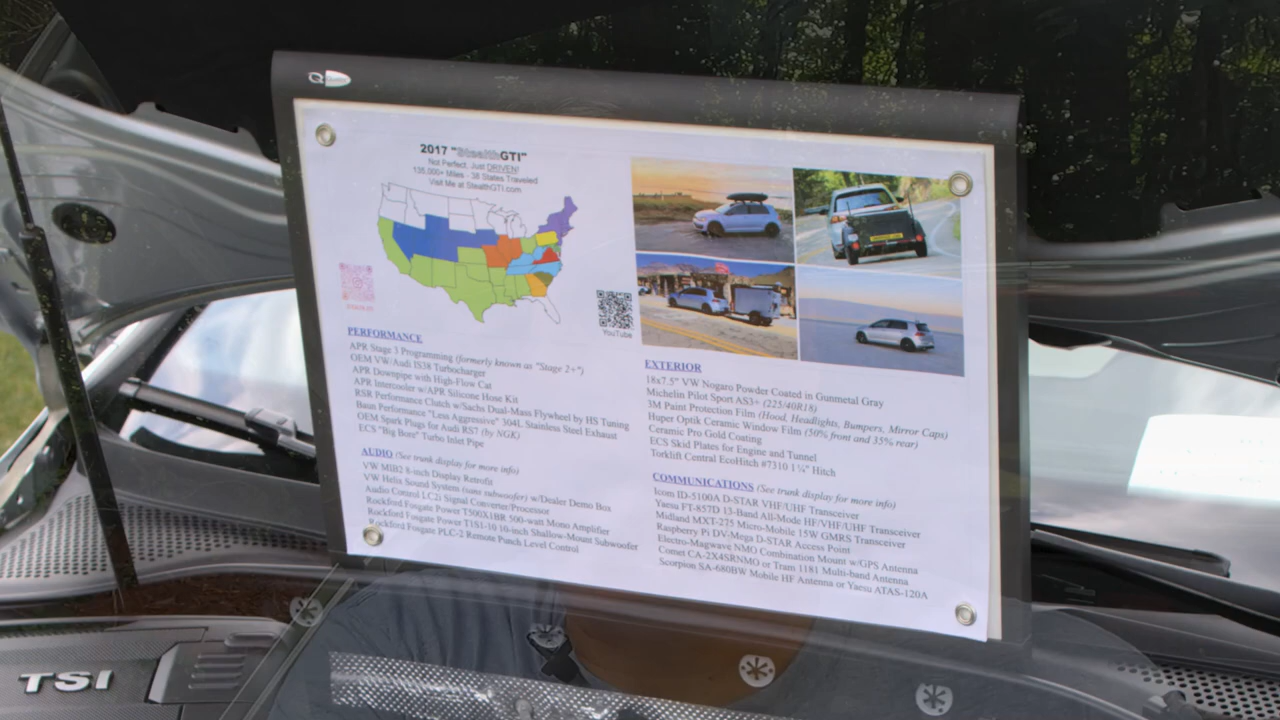 2017 "StealthGTI"
Not Perfect, Just DRIVEN!
135,000+ Miles - 38 States Traveled
Visit Me at StealthGTI.com
YouTube
PERFORMANCE
APR Stage 3 Programming (formerly known as "Stage 2+")
OEM VW/Audi IS38 Turbocharger
APR Downpipe with High-Flow Cat
APR Intercooler w/APR Silicone Hose Kit
RSR Performance Clutch w/Sachs Dual-Mass Flywheel by HS Tuning
Baun Performance "Less Aggressive" 304L Stainless Steel Exhaust
OEM Spark Plugs for Audi RS7 (by NGK)
ECS "Big Bore" Turbo Inlet Pipe
AUDIO (See trunk display for more info)
VW MIB2 8-inch Display Retrofit
VW Helix Sound System (sans subwoofer) w/Dealer Demo Box
Audio Control LC2i Signal Converter/Processor
Rockford Fosgate Power T500X1BR 500-watt Mono Amplifier
Rockford Fosgate Power T1S1-10 10-inch Shallow-Mount Subwoofer
Rockford Fosgate PLC-2 Remote Punch Level Control
EXTERIOR
18x7.5" VW Nogaro Powder Coated in Gunmetal Gray
Michelin Pilot Sport AS3+ (225/40R18)
3M Paint Protection Film (Hood, Headlights, Bumpers, Mirror Caps)
Huper Optik Ceramic Window Film (50% front and 35% rear)
Ceramic Pro Gold Coating
ECS Skid Plates for Engine and Tunnel
Torklift Central EcoHitch #7310 1 ¼" Hitch
COMMUNICATIONS (See trunk display for more info)
Icom ID-5100A D-STAR VHF/UHF Transceiver
Yaesu FT-857D 13-Band All-Mode HF/VHF/UHF Transceiver
Midland MXT-275 Micro-Mobile 15W GMRS Transceiver
Raspberry Pi DV-Mega D-STAR Access Point
Electro-Magwave NMO Combination Mount w/GPS Antenna
Comet CA-2X4SRNMO or Tram 1181 Multi-band Antenna
Scorpion SA-680BW Mobile HF Antenna or Yaesu ATAS-120A
TSI